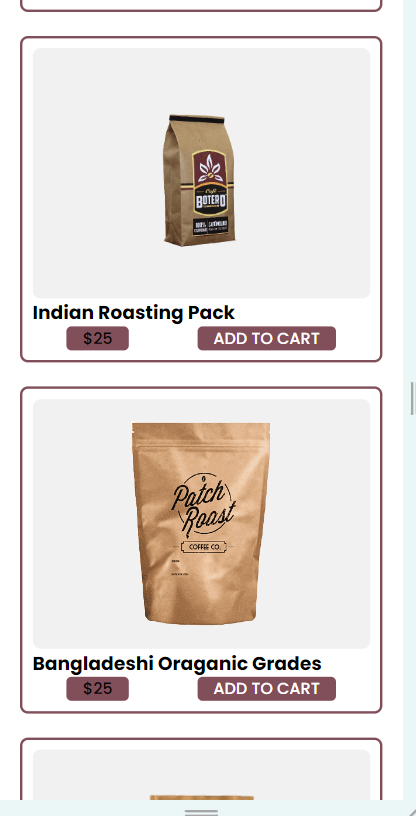 Café
BOTERO
100%
Indian Roasting Pack
$25 ADD TO CART
Patch
Roast
COFFEE CO.
Bangladeshi Oraganic Grades
$25 ADD TO CART